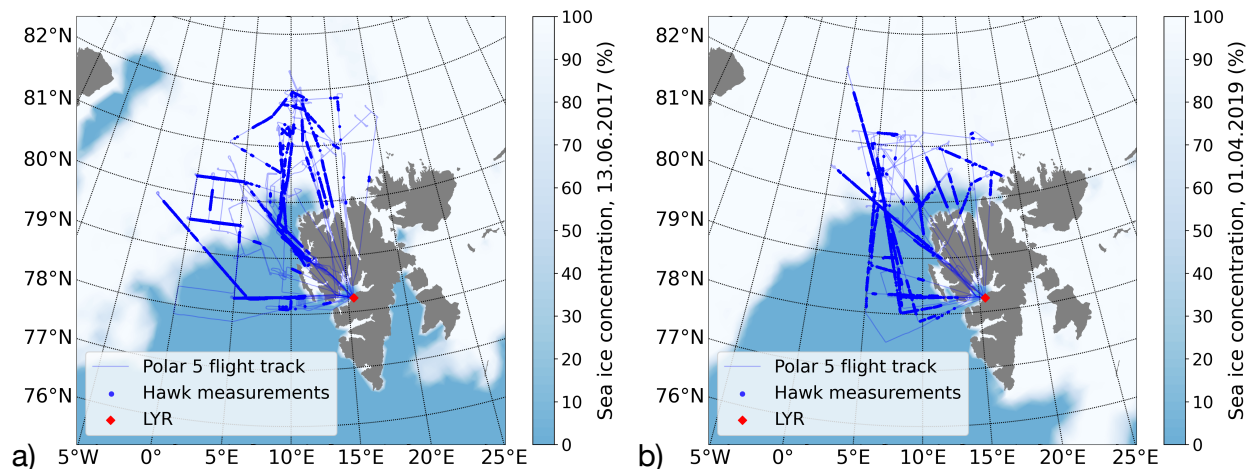 82°N
81°N
80°N
79°N
78°N
77°N
76°N
5°W
0°
5°E
10°E
15°E
20°E
25°E
Polar 5 flight track
Hawk measurements
LYR
a)
100
90
80
70
60
50
40
30
20
10
0
Sea ice concentration, 13.06.2017 (%)
82°N
81°N
80°N
79°N
78°N
77°N
76°N
5°W
0°
5°E
10°E
15°E
20°E
25°E
Polar 5 flight track
Hawk measurements
LYR
b)
100
90
80
70
60
50
40
30
20
10
0
Sea ice concentration, 01.04.2019 (%)